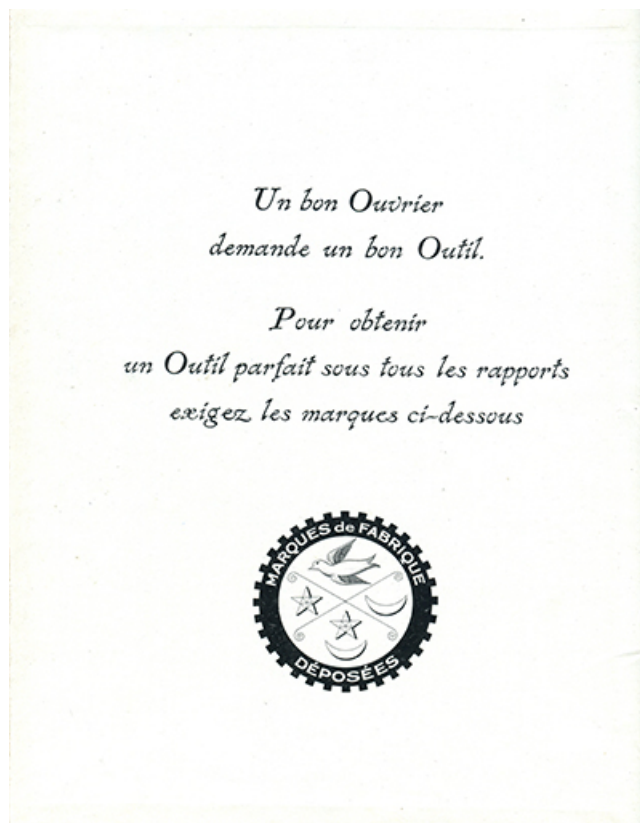 Un bon Ouvrier
demande un bon Outil.
Pour obtenir
un Outil parfait sous tous les rapports
exigez les marques ci-dessous
MARQUES de FABRIQUE
DÉPOSÉES